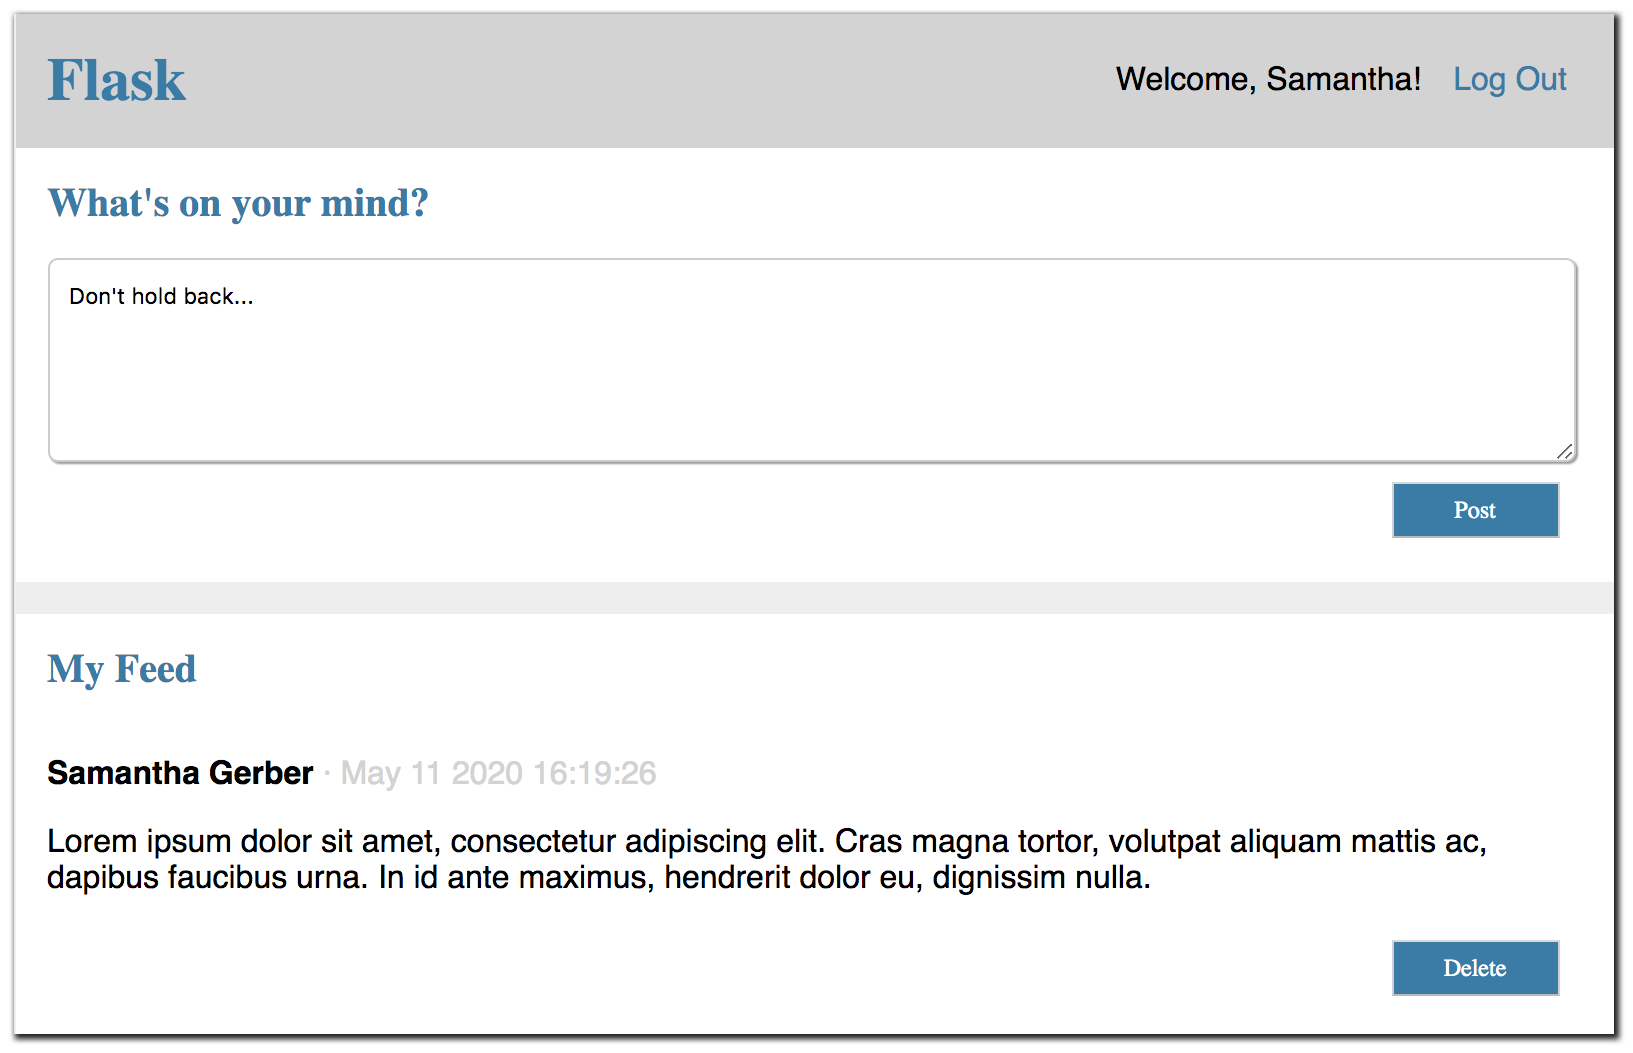 Flask
Welcome, Samantha! Log Out
What's on your mind?
Don't hold back...
Post
My Feed
Samantha Gerber · May 11 2020 16:19:26
Lorem ipsum dolor sit amet, consectetur adipiscing elit. Cras magna tortor, volutpat aliquam mattis ac,
dapibus faucibus urna. In id ante maximus, hendrerit dolor eu, dignissim nulla.
Delete